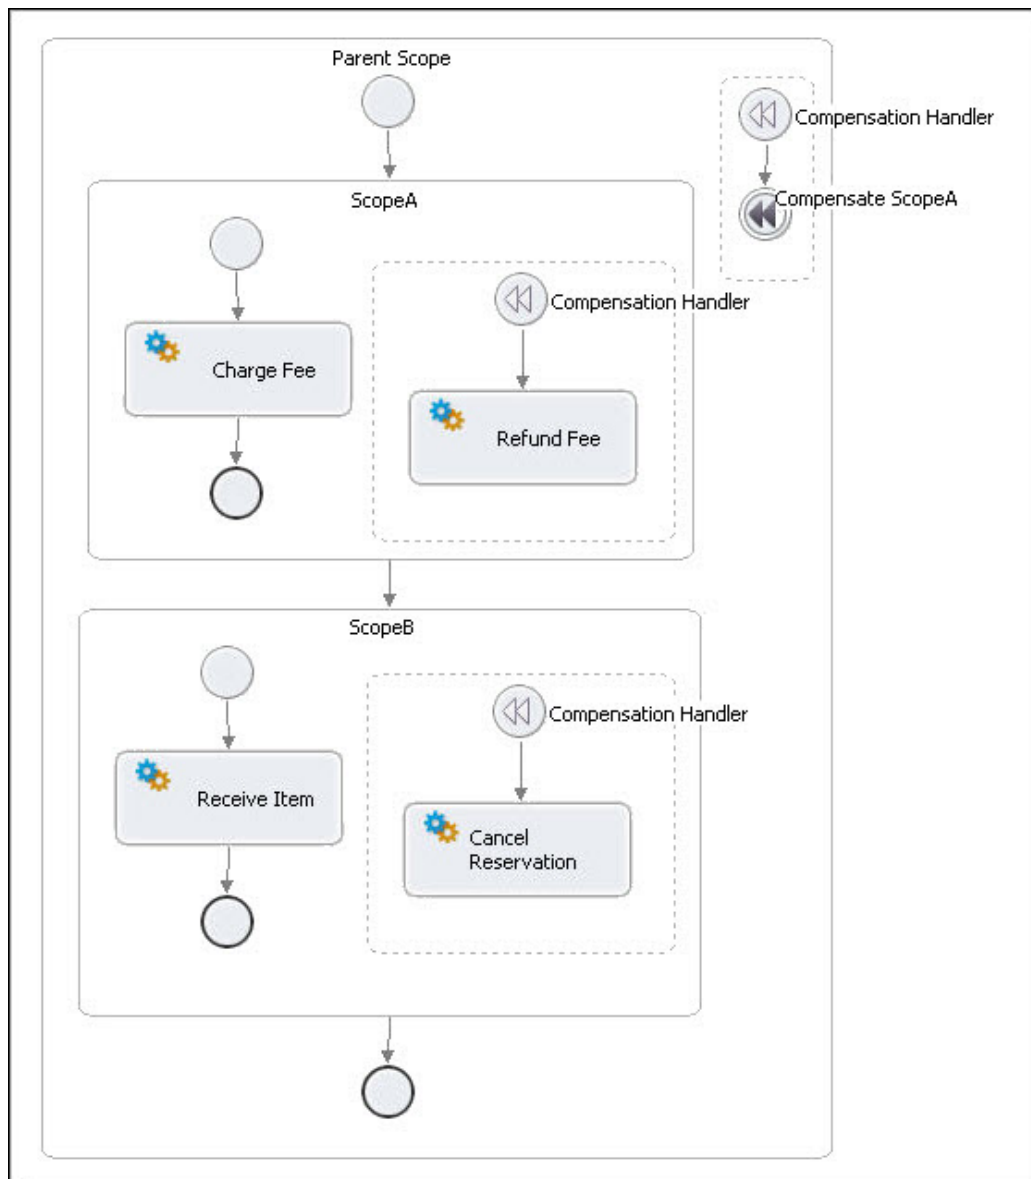 Parent Scope
Compensation Handler
Compensate ScopeA
ScopeA
Compensation Handler
Charge Fee
Refund Fee
ScopeB
Compensation Handler
Receive Item
Cancel
Reservation